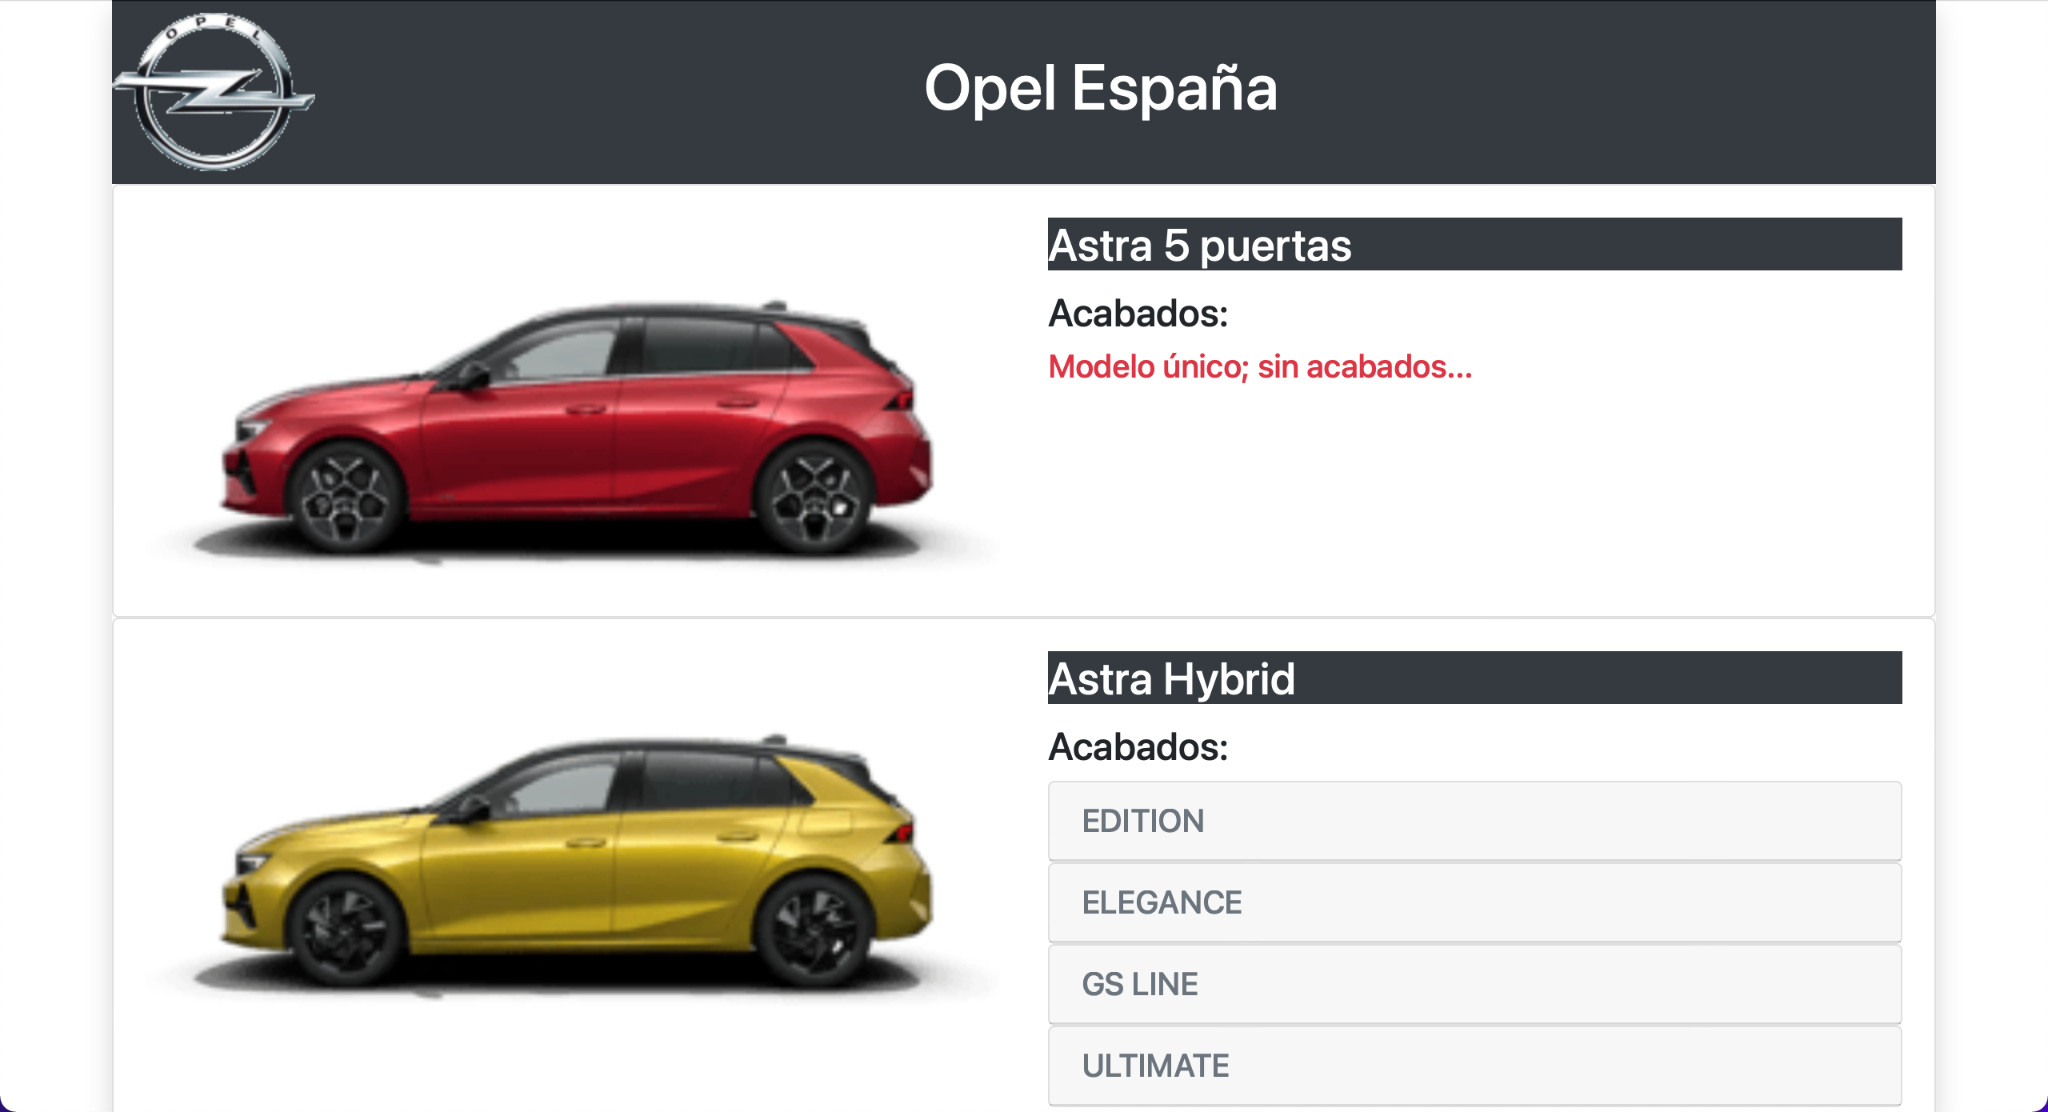 OPEL
Opel España
Astra 5 puertas
Acabados:
Modelo único; sin acabados...
Astra Hybrid
Acabados:
EDITION
ELEGANCE
GS LINE
ULTIMATE